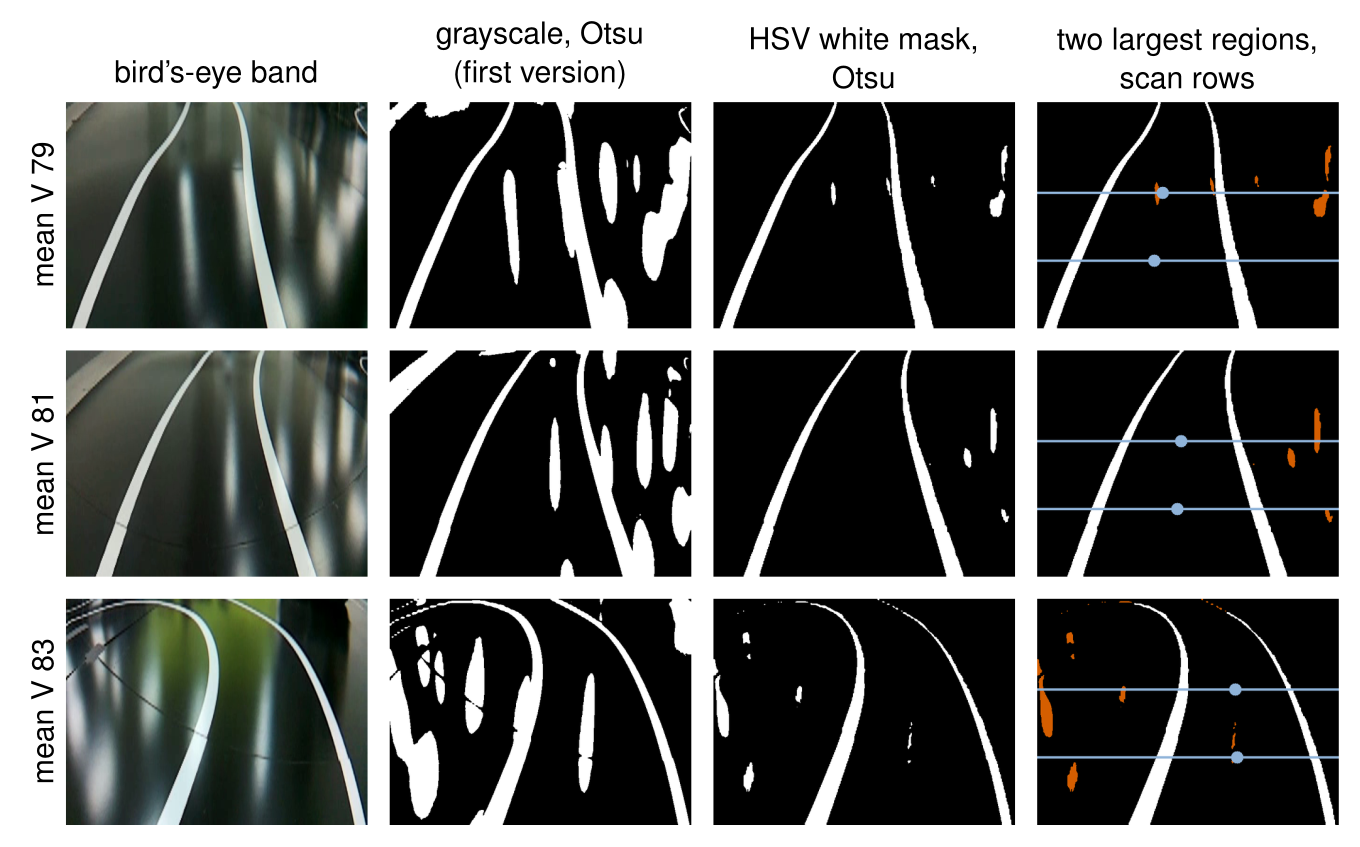 bird's-eye band
grayscale, Otsu
(first version)
HSV white mask,
Otsu
two largest regions,
scan rows
mean V 79
mean V 81
mean V 83